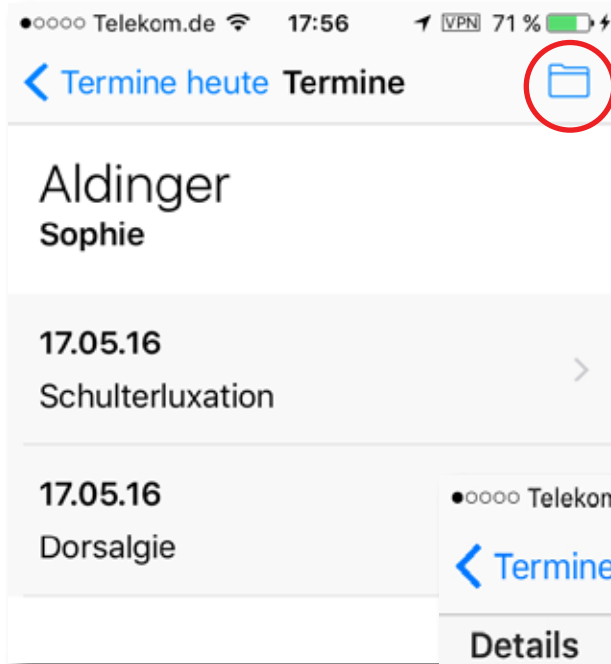 Telekom.de 17:56 VPN 71 %
Termine heute Termine
Aldinger
Sophie
17.05.16
Schulterluxation
17.05.16
Dorsalgie
Telekom
Termine
Details